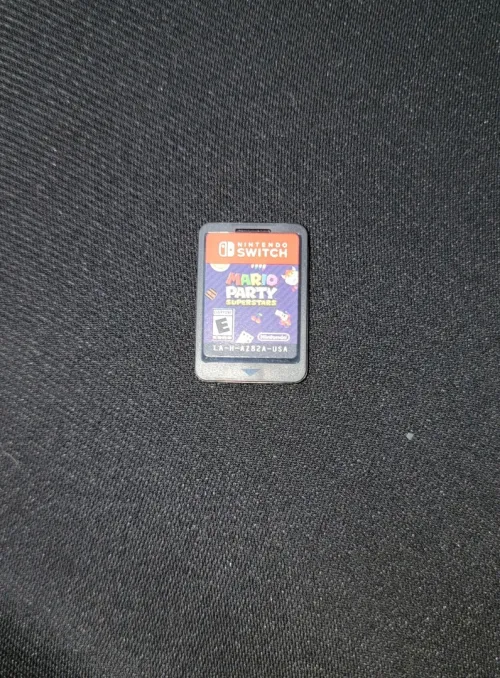 NINTENDO
SWITCH
MARIO
PARTY
SUPERSTARS
E
Nintendo
LA-H-AZ82A-USA